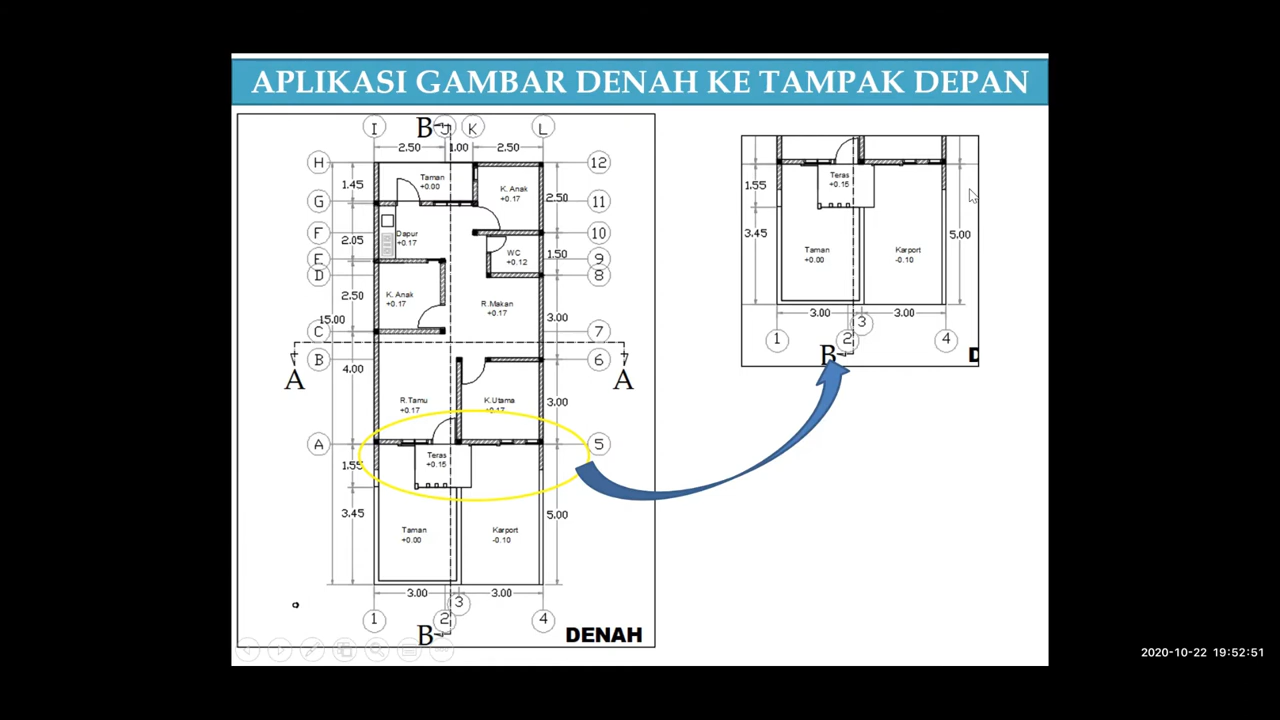 APLIKASI GAMBAR DENAH KE TAMPAK DEPAN
I B J K L
2.50 1.00 2.50
H 12
Taman
+0.00
1.45
K. Anak
+0.17
2.50
G 11
F 10
Dapur
+0.17
2.05
WC
+0.12
1.50
E 9
D 8
K. Anak
+0.17
2.50
R.Makan
+0.17
3.00
15.00
C 7
B 6
A A
4.00
R.Tamu
+0.17
K.Utama
+0.17
3.00
A 5
Teras
+0.15
1.55
3.45
Taman
+0.00
Karport
-0.10
5.00
3.00 3.00
1 2 3 4
B
DENAH
Teras
+0.15
1.55
3.45
Taman
+0.00
Karport
-0.10
5.00
3.00 3.00
1 2 3 4
B
D
2020-10-22 19:52:51